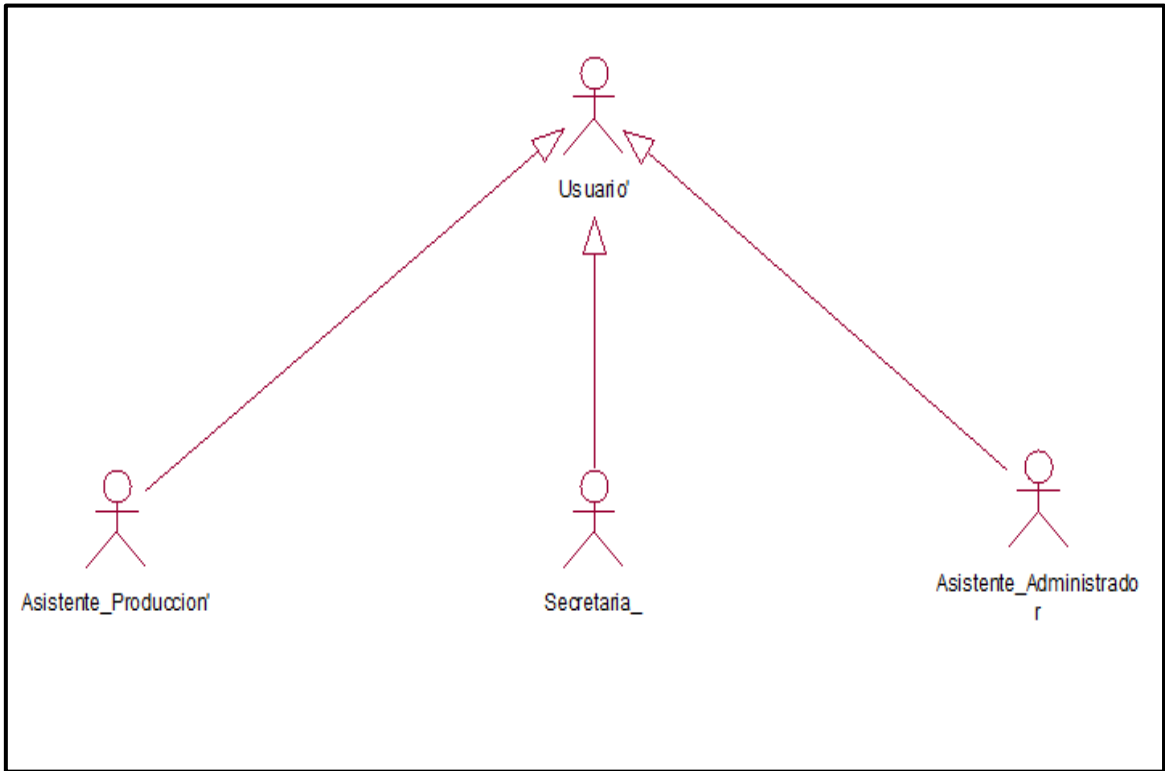 Usuario'
Asistente_Produccion'
Secretaria_
Asistente_Administrado
r